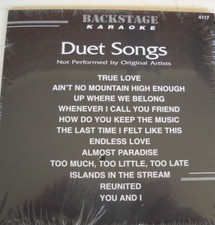 BACKSTAGE
KARAOKE
4117
Duet Songs
Not Performed by Original Artists
TRUE LOVE
AIN'T NO MOUNTAIN HIGH ENOUGH
UP WHERE WE BELONG
WHENEVER I CALL YOU FRIEND
HOW DO YOU KEEP THE MUSIC
THE LAST TIME I FELT LIKE THIS
ENDLESS LOVE
ALMOST PARADISE
TOO MUCH, TOO LITTLE, TOO LATE
ISLANDS IN THE STREAM
REUNITED
YOU AND I